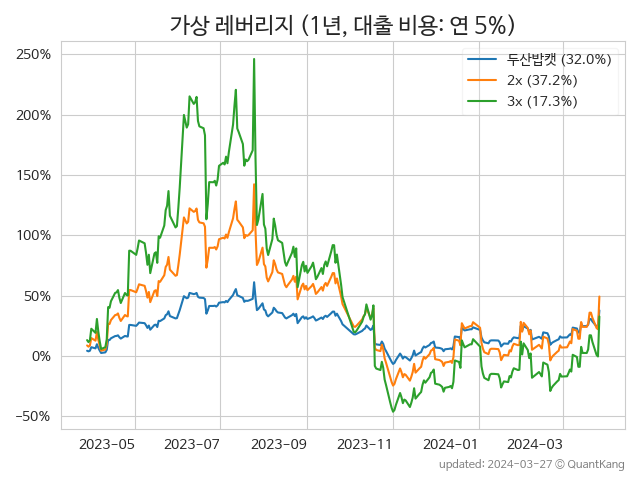 가상 레버리지 (1년, 대출 비용: 연 5%)
250%
200%
150%
100%
50%
0%
−50%
두산밥캣 (32.0%)
2x (37.2%)
3x (17.3%)
2023-05 2023-07 2023-09 2023-11 2024-01 2024-03
updated: 2024-03-27 © QuantKang